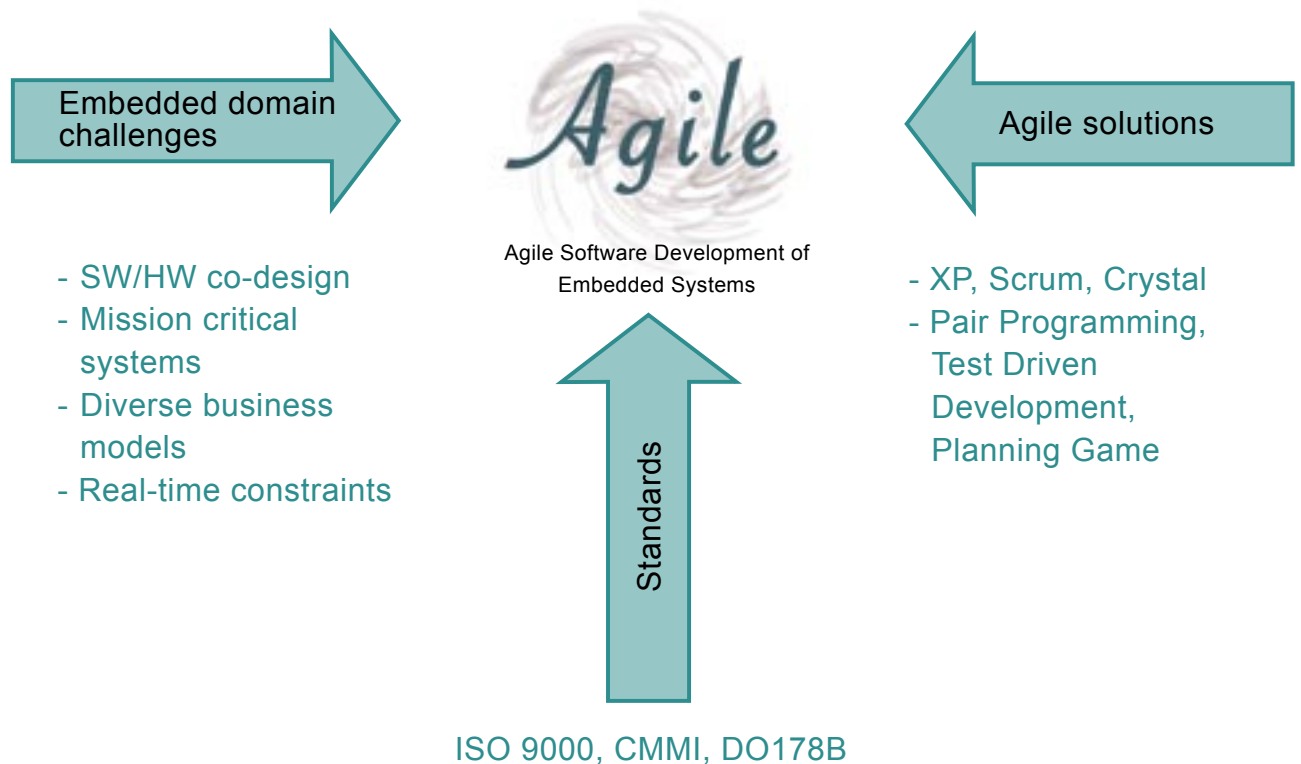 Embedded domain
challenges
Agile
Agile solutions
Agile Software Development of
Embedded Systems
- SW/HW co-design
- Mission critical
systems
- Diverse business
models
- Real-time constraints
- XP, Scrum, Crystal
- Pair Programming,
Test Driven
Development,
Planning Game
Standards
ISO 9000, CMMI, DO178B